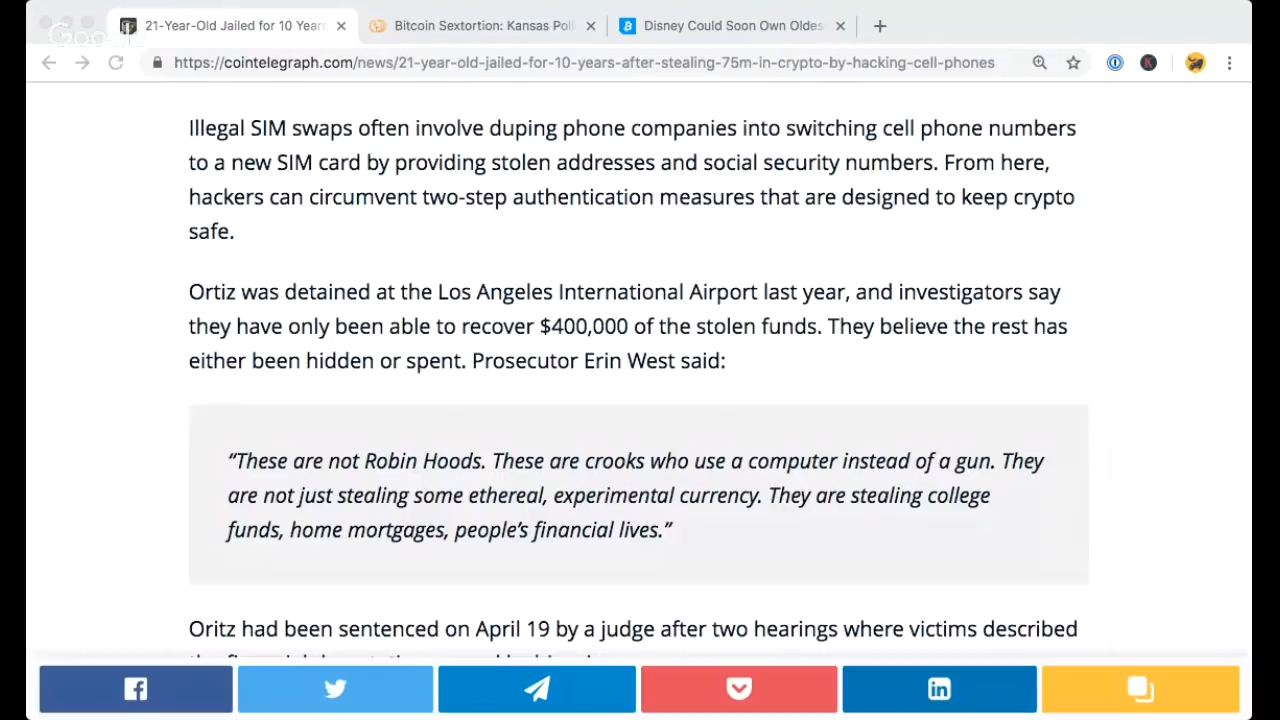 Google
21-Year-Old Jailed for 10 Years
Bitcoin Sextortion: Kansas Poli
Disney Could Soon Own Oldes
https://cointelegraph.com/news/21-year-old-jailed-for-10-years-after-stealing-75m-in-crypto-by-hacking-cell-phones
Illegal SIM swaps often involve duping phone companies into switching cell phone numbers
to a new SIM card by providing stolen addresses and social security numbers. From here,
hackers can circumvent two-step authentication measures that are designed to keep crypto
safe.
Ortiz was detained at the Los Angeles International Airport last year, and investigators say
they have only been able to recover $400,000 of the stolen funds. They believe the rest has
either been hidden or spent. Prosecutor Erin West said:
“These are not Robin Hoods. These are crooks who use a computer instead of a gun. They
are not just stealing some ethereal, experimental currency. They are stealing college
funds, home mortgages, people’s financial lives.”
Oritz had been sentenced on April 19 by a judge after two hearings where victims described